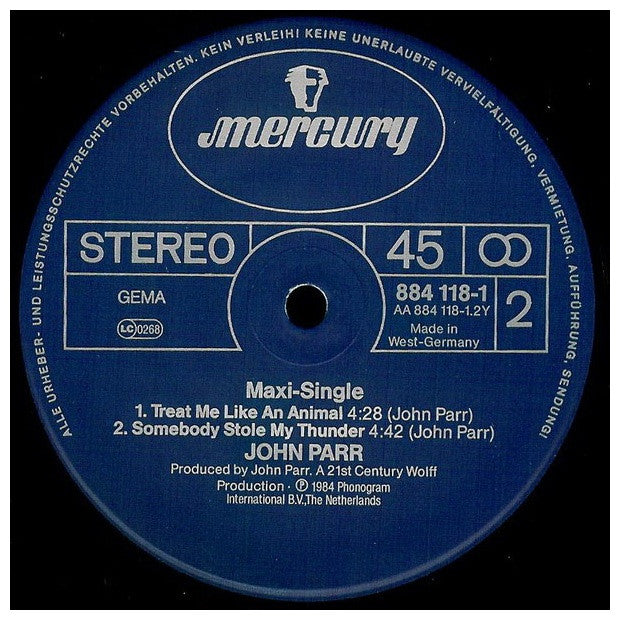 ALLE URHEBER- UND LEISTUNGSSCHUTZRECHTE VORBEHALTEN. KEIN VERLEIH! KEINE UNERLAUBTE VERVIELFÄLTIGUNG, VERMIETUNG, AUFFÜHRUNG, SENDUNG!
mercury
STEREO
45
GEMA
LC 0268
884 118-1
AA 884 118-1.2Y
Made in
West-Germany
2
Maxi-Single
1. Treat Me Like An Animal 4:28 (John Parr)
2. Somebody Stole My Thunder 4:42 (John Parr)
JOHN PARR
Produced by John Parr. A 21st Century Wolff
Production · Ⓟ 1984 Phonogram
International B.V.,The Netherlands